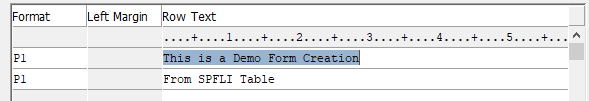 Format Left Margin Row Text
....+....1....+....2....+....3....+....4....+....5....+...
P1 This is a Demo Form Creation
P1 From SPFLI Table